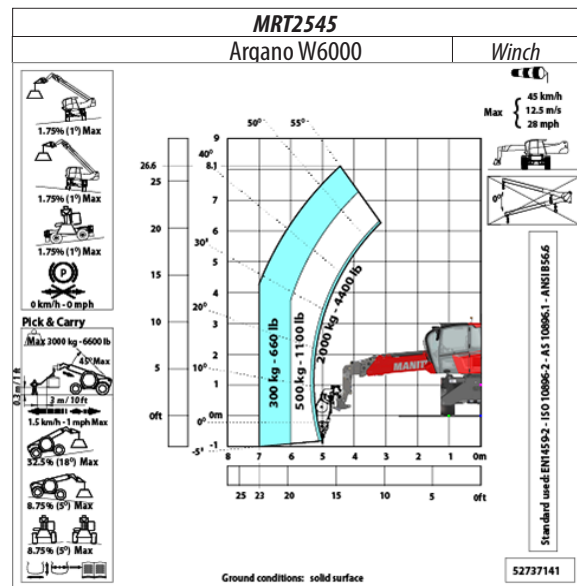 MRT2545
Argano W6000
Winch
1.75% (1°) Max
1.75% (1°) Max
1.75% (1°) Max
P
0 km/h - 0 mph
Pick & Carry
Max 3000 kg - 6600 lb
45° Max
0.3 m / 1 ft
3 m / 10 ft
1.5 km/h - 1 mph Max
32.5% (18°) Max
8.75% (5°) Max
8.75% (5°) Max
26.6
25
20
15
10
5
0ft
9
8.1
7
6
5
4
3
2
1
0m
-1
55°
50°
40°
30°
20°
10°
0°
-5°
300 kg - 660 lb
500 kg - 1100 lb
2000 kg - 4400 lb
MANIT
8 7 6 5 4 3 2 1 0m
25 23 20 15 10 5 0ft
Max
45 km/h
12.5 m/s
28 mph
0°
Standard used: EN14592 - ISO 10896-2 - AS 10896.1 - ANSI B56.6
Ground conditions: solid surface
52737141